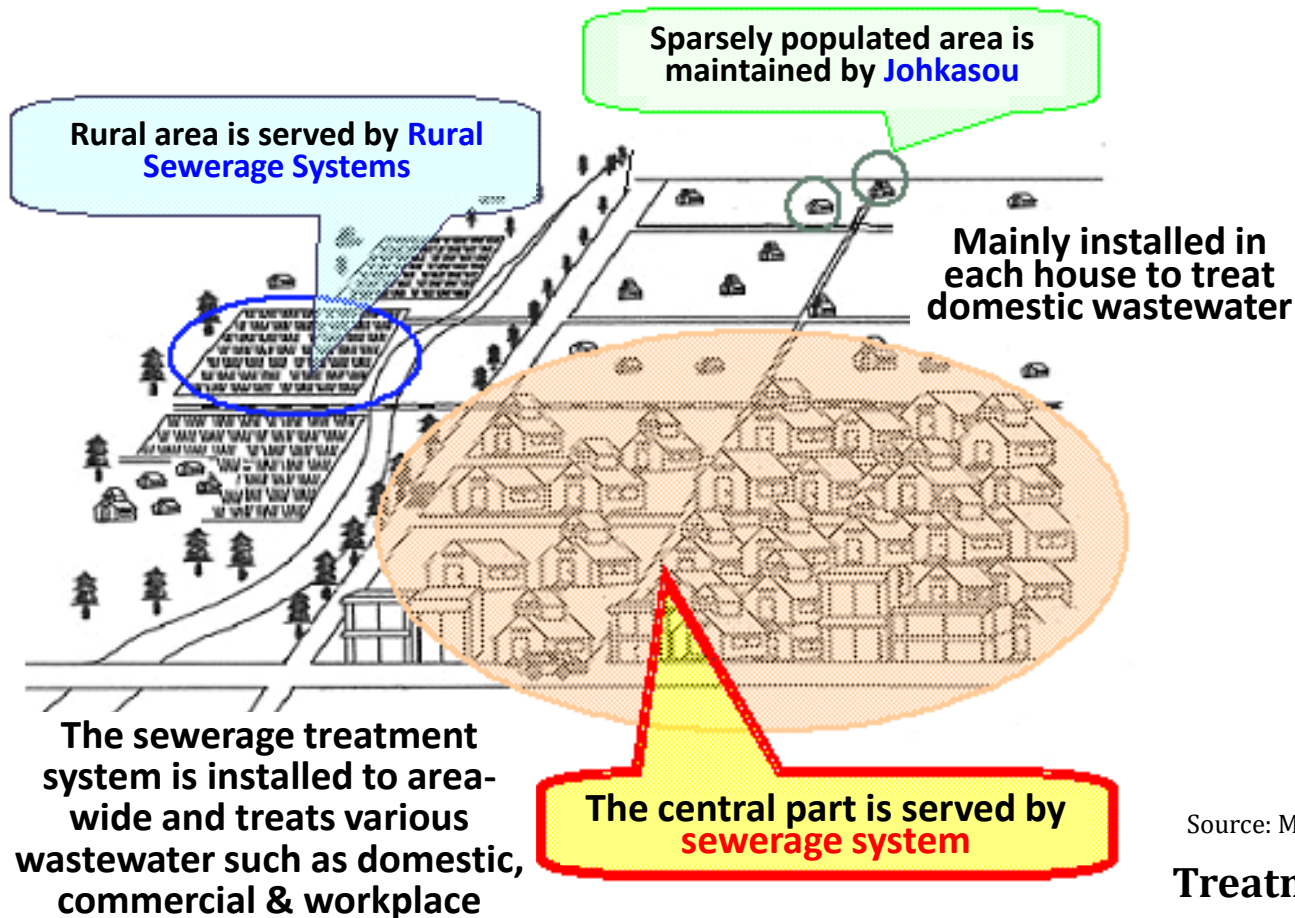 Sparsely populated area is
maintained by Johkasou
Rural area is served by Rural
Sewerage Systems
Mainly installed in
each house to treat
domestic wastewater
The sewerage treatment
system is installed to area-
wide and treats various
wastewater such as domestic,
commercial & workplace
The central part is served by
sewerage system
Source: M